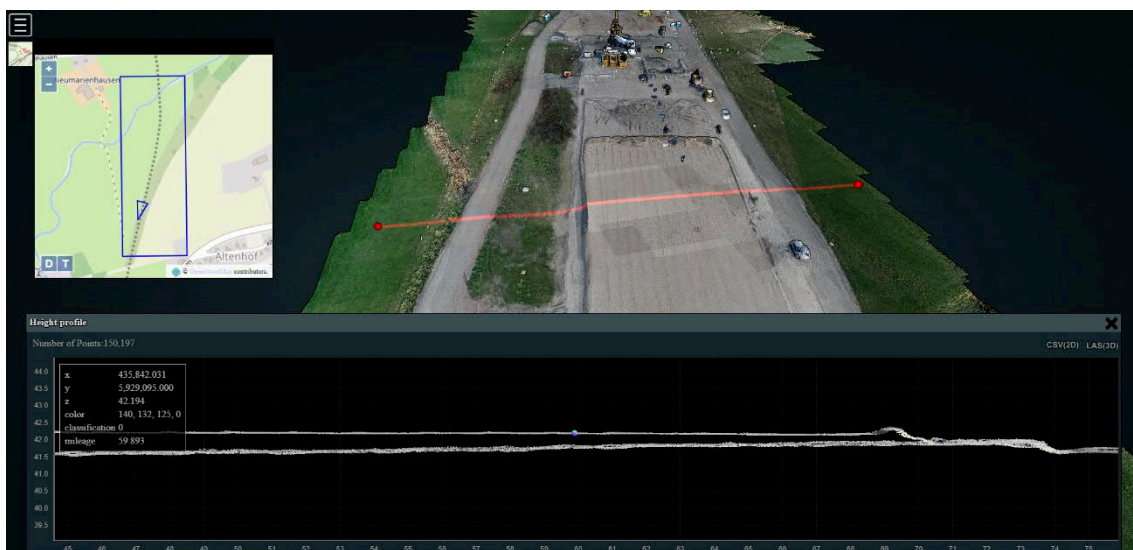 +
−
Neumarienhausen
Altenhof
D T
© OpenStreetMap contributors.
Height profile
Number of Points:150,197
CSV(2D) LAS(3D)
x 435,842.031
y 5,929,095.000
z 42.194
color 140, 132, 125, 0
classification 0
mileage 59 893
44.0
43.5
43.0
42.5
42.0
41.5
41.0
40.5
40.0
39.5
45 46 47 48 49 50 51 52 53 54 55 56 57 58 59 60 61 62 63 64 65 66 67 68 69 70 71 72 73 74 75